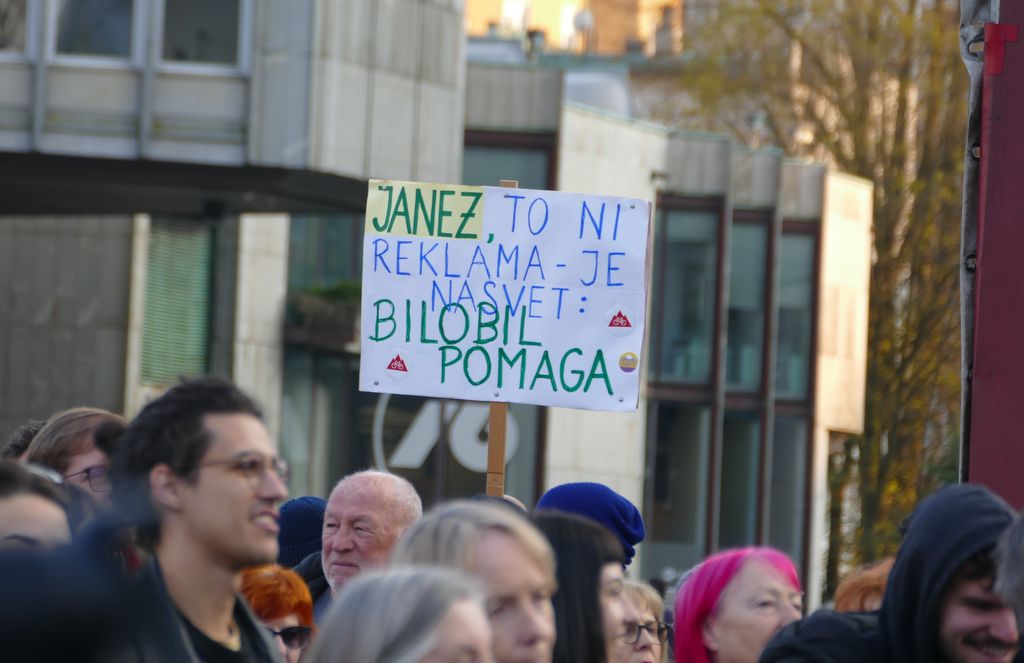 JANEZ, TO NI
REKLAMA - JE
NASVET:
BILOBIL
POMAGA